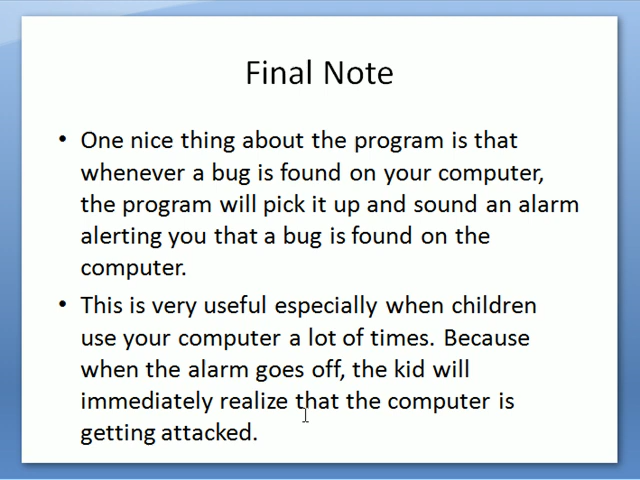 Final Note
• One nice thing about the program is that
whenever a bug is found on your computer,
the program will pick it up and sound an alarm
alerting you that a bug is found on the
computer.
• This is very useful especially when children
use your computer a lot of times. Because
when the alarm goes off, the kid will
immediately realize that the computer is
getting attacked.